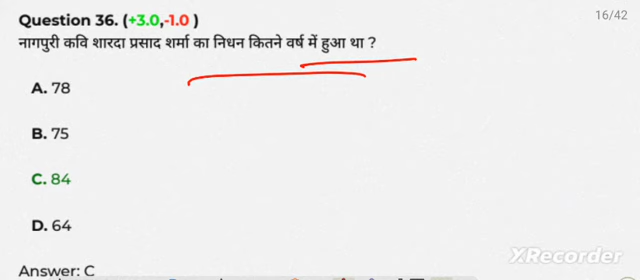 Question 36. (+3.0,-1.0 )
16/42
नागपुरी कवि शारदा प्रसाद शर्मा का निधन कितने वर्ष में हुआ था ?
A. 78
B. 75
C. 84
D. 64
XRecorder
Answer: C